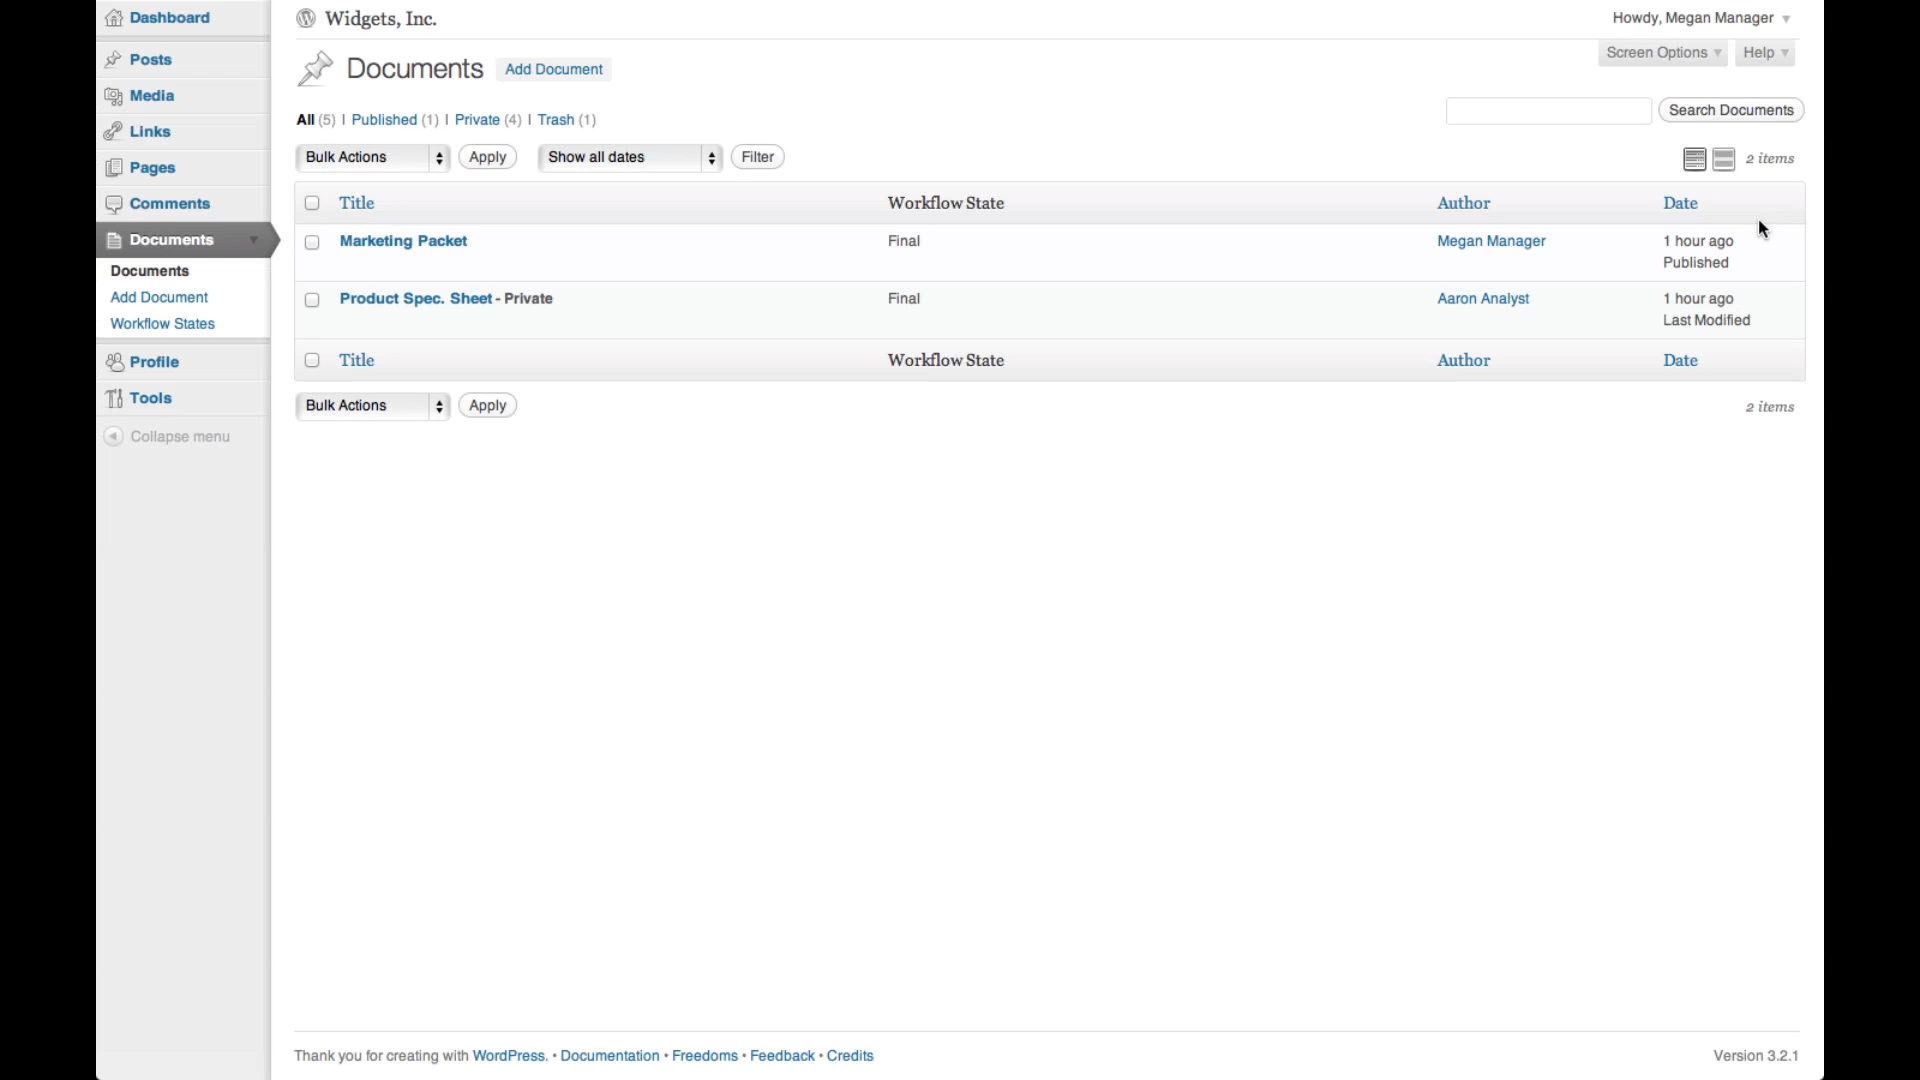 Dashboard
Posts
Media
Links
Pages
Comments
Documents
Documents
Add Document
Workflow States
Profile
Tools
Collapse menu
Widgets, Inc.
Howdy, Megan Manager
Screen Options
Help
Documents
Add Document
All (5) | Published (1) | Private (4) | Trash (1)
Search Documents
Bulk Actions
Apply
Show all dates
Filter
2 items
Title Workflow State Author Date
Marketing Packet Final Megan Manager 1 hour ago
Published
Product Spec. Sheet - Private Final Aaron Analyst 1 hour ago
Last Modified
Title Workflow State Author Date
Bulk Actions
Apply
2 items
Thank you for creating with WordPress. • Documentation • Freedoms • Feedback • Credits
Version 3.2.1